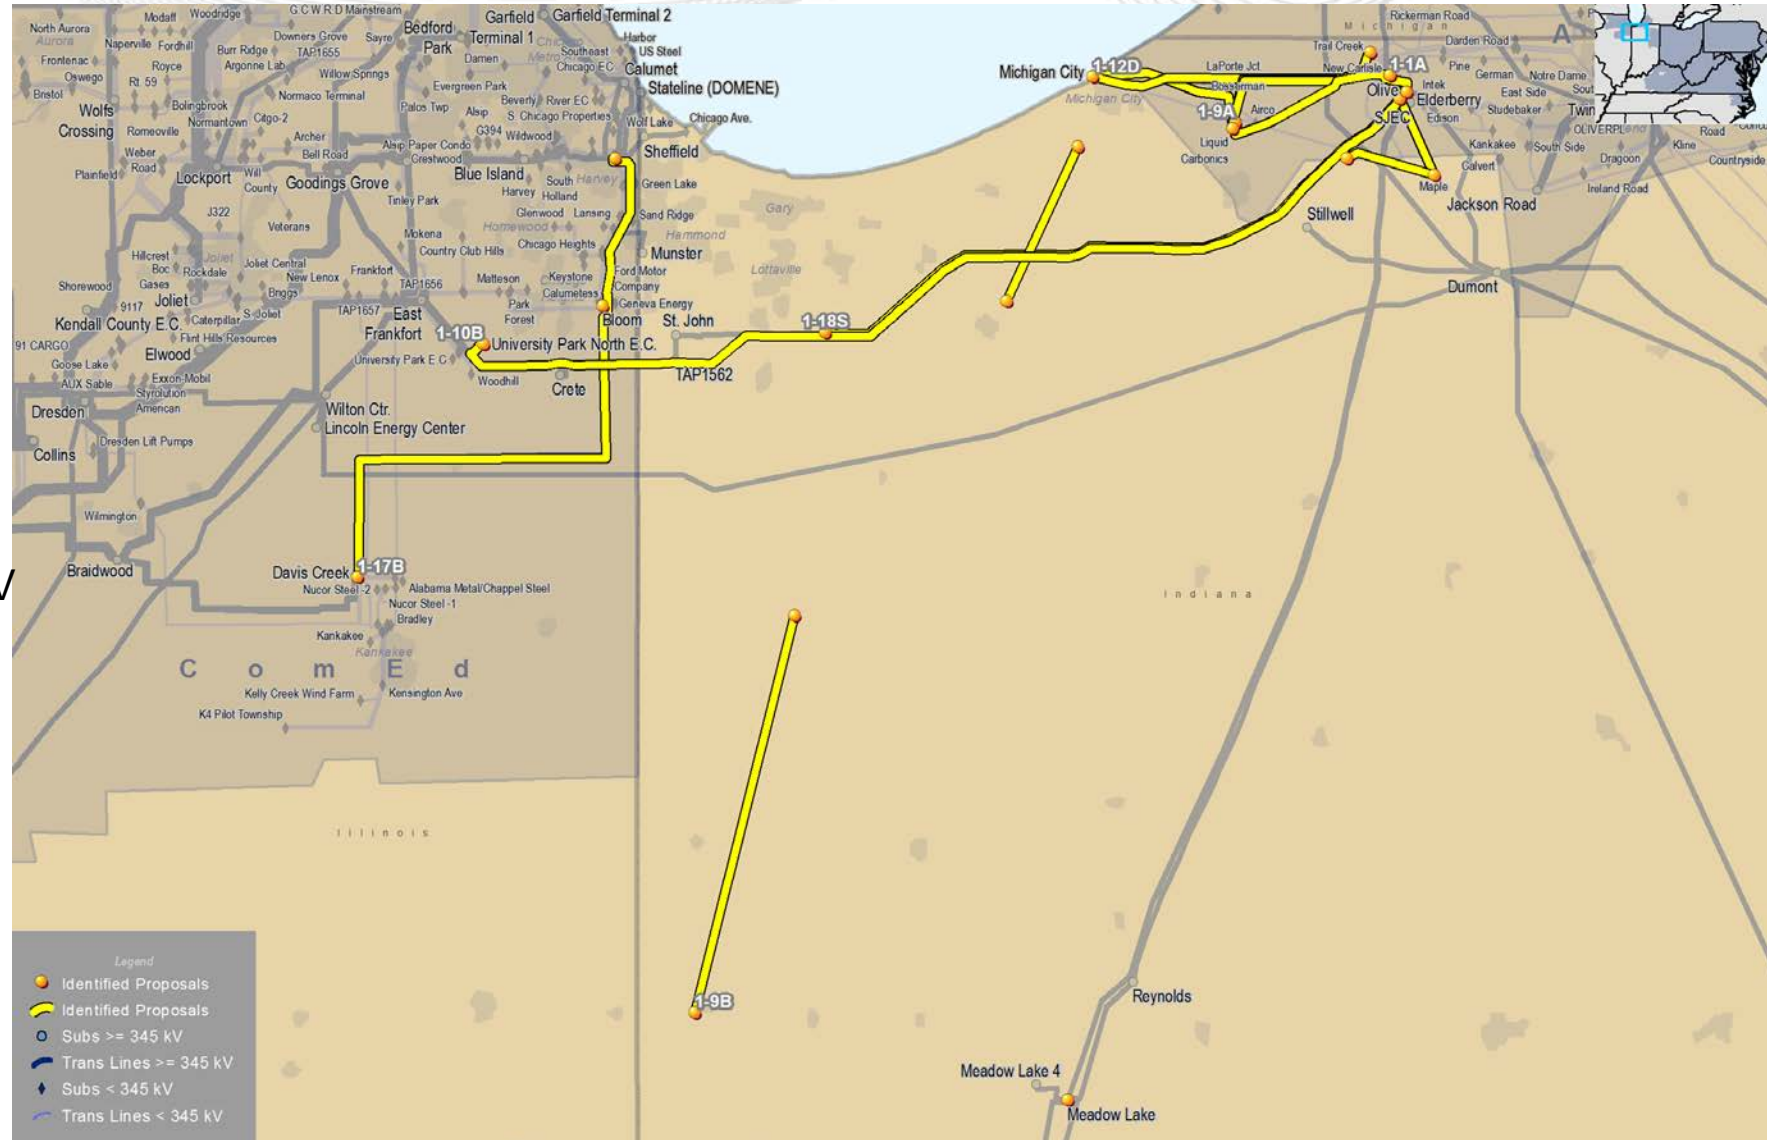 G C W R D Mainstream
Modaff
Woodridge
North Aurora
Aurora
Naperville
Fordhill
Downers Grove
Sayre
Bedford
Park
Garfield
Terminal 1
Garfield Terminal 2
Harbor
Burr Ridge
TAP1655
Damen
Southeast
US Steel
Frontenac
Royce
Argonne Lab
Chicago EC
Calumet
Oswego
Rt. 59
Willow Springs
Evergreen Park
Stateline (DOMENE)
Bristol
Normaco Terminal
Wolfs
Crossing
Bolingbrook
Palos Twp
Alsip
Beverly
River EC
S. Chicago Properties
Normantown
Citgo-2
G394
Wildwood
Wolf Lake
Chicago Ave.
Romeoville
Archer
Alsip Paper Condo
Weber
Road
Bell Road
Crestwood
Sheffield
Plainfield
Lockport
Will
County
Goodings Grove
Blue Island
South
Holland
Harvey
Harvey
Green Lake
Tinley Park
J322
Glenwood
Lansing
Sand Ridge
Gary
Veterans
Homewood
Hammond
Mokena
Chicago Heights
Country Club Hills
Munster
Hillcrest
Boc
Gases
Rockdale
Joliet
Joliet Central
New Lenox
Frankfort
Matteson
Keystone
Ford Motor
Company
Lottaville
Shorewood
Briggs
TAP1656
Calumetess
9117
Joliet
TAP1657
East
Frankfort
Park
Forest
Geneva Energy
Kendall County E.C.
Caterpillar
S. Joliet
Bloom
St. John
1-18S
91 CARGO
Flint Hills Resources
1-10B
University Park North E.C.
Elwood
University Park E C
Goose Lake
Woodhill
TAP1562
AUX Sable
Exxon-Mobil
Crete
Styrolution
American
Dresden
Wilton Ctr.
Lincoln Energy Center
Dresden Lift Pumps
Collins
Wilmington
V
Braidwood
Davis Creek
1-17B
Nucor Steel -2
Alabama Metal/Chappel Steel
Nucor Steel -1
Bradley
Kankakee
Kankakee
C o m E d
Kelly Creek Wind Farm
Kensington Ave
K4 Pilot Township
Illinois
Indiana
Michigan
Rickerman Road
Trail Creek
Darden Road
A
Michigan City
1-12D
LaPorte Jct.
New Carlisle
1-1A
Pine
German
Notre Dame
Bosserman
Intek
Michigan City
Olive
Elderberry
East Side
Sout
1-9A
Airco
Edison
Studebaker
Twin
SJEC
OLIVERPL
Road
Liquid
Carbonics
Kankakee
South Side
Kline
Calvert
Dragoon
Countryside
Maple
Ireland Road
Jackson Road
Stillwell
Dumont
1-9B
Reynolds
Meadow Lake 4
Meadow Lake
Legend
Identified Proposals
Identified Proposals
Subs >= 345 kV
Trans Lines >= 345 kV
Subs < 345 kV
Trans Lines < 345 kV